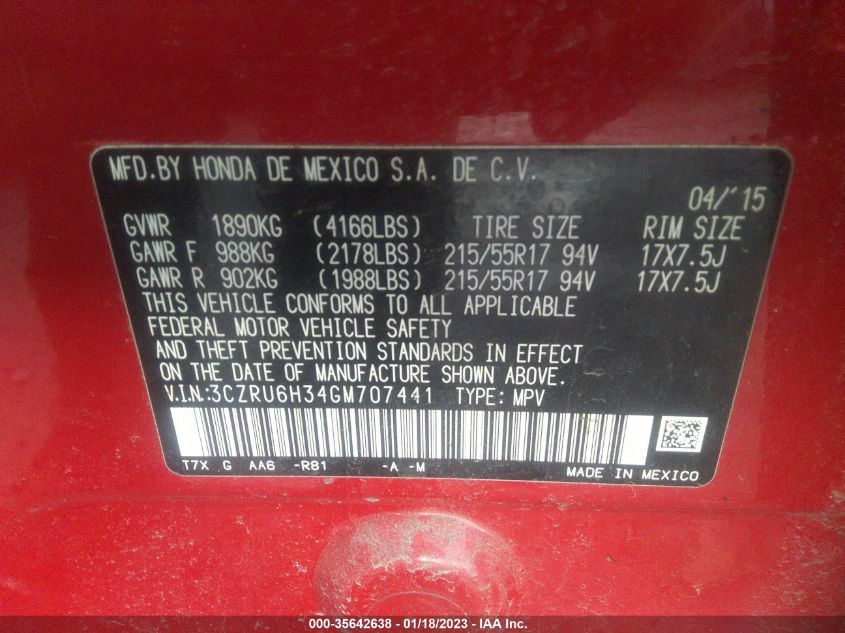 MFD.BY HONDA DE MEXICO S.A. DE C.V.
04/'15
GVWR 1890KG (4166LBS) TIRE SIZE RIM SIZE
GAWR F 988KG (2178LBS) 215/55R17 94V 17X7.5J
GAWR R 902KG (1988LBS) 215/55R17 94V 17X7.5J
THIS VEHICLE CONFORMS TO ALL APPLICABLE
FEDERAL MOTOR VEHICLE SAFETY
AND THEFT PREVENTION STANDARDS IN EFFECT
ON THE DATE OF MANUFACTURE SHOWN ABOVE.
V.I.N.:3CZRU6H34GM707441 TYPE: MPV
T7X G AA6 -R81 -A -M
MADE IN MEXICO
000-35642638 - 01/18/2023 - IAA Inc.